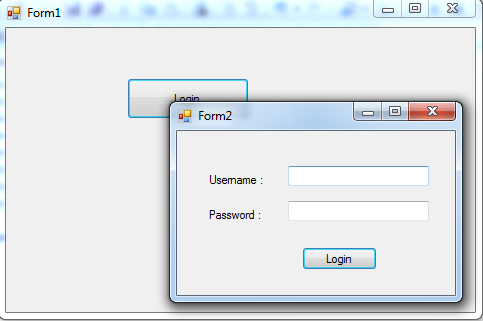 Form1
Login
Form2
Username :
Password :
Login